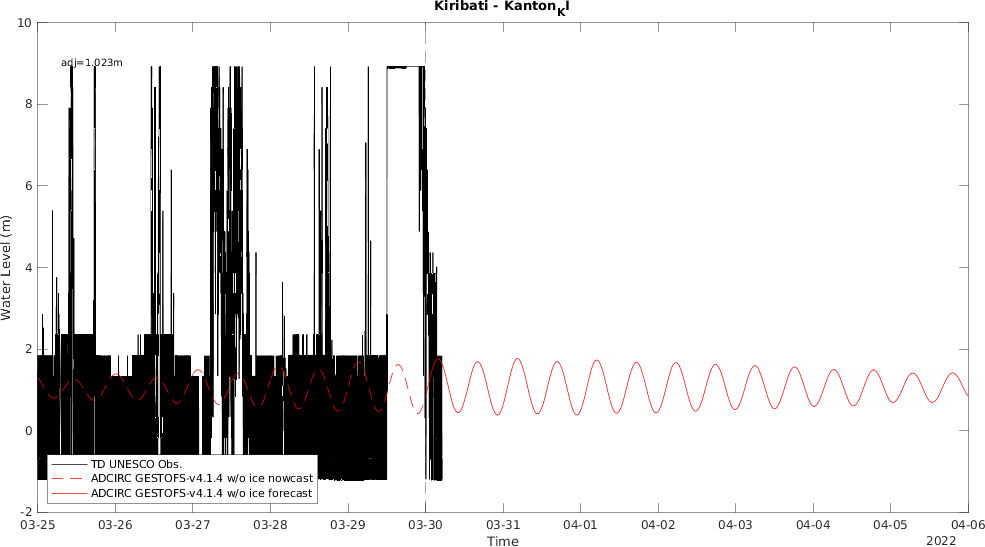 Kiribati - Kanton_KI
10
8
6
4
2
0
-2
Water Level (m)
adj=1.023m
TD UNESCO Obs.
ADCIRC GESTOFS-v4.1.4 w/o ice nowcast
ADCIRC GESTOFS-v4.1.4 w/o ice forecast
03-25 03-26 03-27 03-28 03-29 03-30 03-31 04-01 04-02 04-03 04-04 04-05 04-06
Time
2022